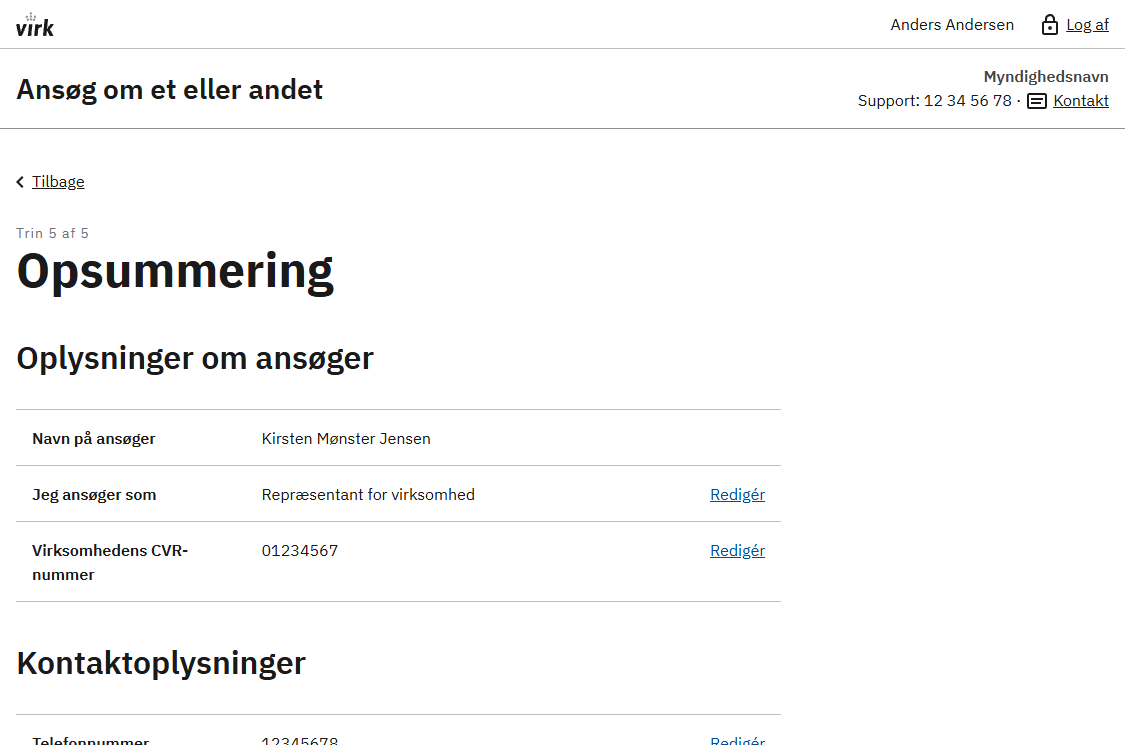 virk
Anders Andersen
Log af
Ansøg om et eller andet
Myndighedsnavn
Support: 12 34 56 78 · Kontakt
Tilbage
Trin 5 af 5
Opsummering
Oplysninger om ansøger
Navn på ansøger Kirsten Mønster Jensen
Jeg ansøger som Repræsentant for virksomhed Redigér
Virksomhedens CVR- 01234567 Redigér
nummer
Kontaktoplysninger
Telefonnummer 12345678 Redigér